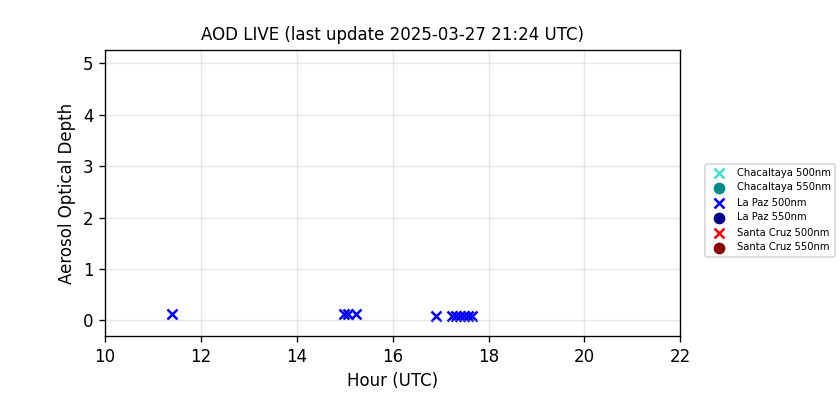 AOD LIVE (last update 2025-03-27 21:24 UTC)
Aerosol Optical Depth
5
4
3
2
1
0
10 12 14 16 18 20 22
Hour (UTC)
Chacaltaya 500nm
Chacaltaya 550nm
La Paz 500nm
La Paz 550nm
Santa Cruz 500nm
Santa Cruz 550nm